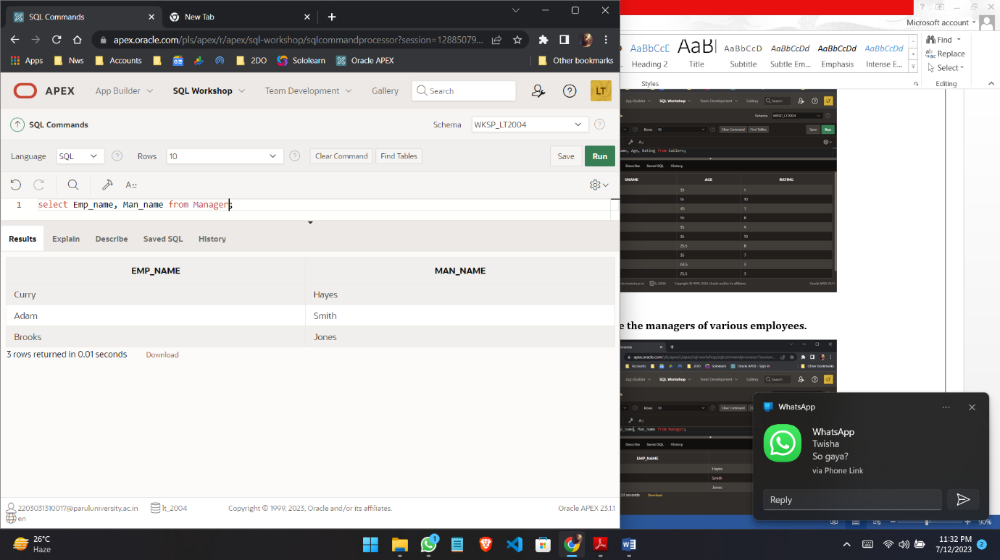 SQL Commands
New Tab
apex.oracle.com/pls/apex/r/apex/sql-workshop/sqlcommandprocessor?session=12885079...
Apps Nws Accounts 2DO Sololearn Oracle APEX Other bookmarks
APEX App Builder SQL Workshop Team Development Gallery Search LT
SQL Commands Schema WKSP_LT2004
Language SQL Rows 10 Clear Command Find Tables Save Run
A::
1 select Emp_name, Man_name from Manager;
Results Explain Describe Saved SQL History
EMP_NAME MAN_NAME
Curry Hayes
Adam Smith
Brooks Jones
3 rows returned in 0.01 seconds Download
2203031310017@paruluniversity.ac.in lt_2004 Copyright © 1999, 2023, Oracle and/or its affiliates. Oracle APEX 23.1.1
en
Microsoft account
AaBbCcD AaB AaBbCcD AaBbCcDd AaBbCcDd AaBbCcDd
Heading 2 Title Subtitle Subtle Em... Emphasis Intense E...
Styles
Find
Replace
Select
Editing
App Builder SQL Workshop Team Development Gallery Search LT
Schema WKSP_LT2004
Rows 10 Clear Command Find Tables Save Run
Age, Rating from Sailors;
Describe Saved SQL History
SNAME AGE RATING
35 1
16 10
45 7
55 8
35 9
35 10
25.5 8
35 7
63.5 3
25.5 3
lt_2004 Copyright © 1999, 2023, Oracle and/or its affiliates. Oracle APEX 23.1.1
e the managers of various employees.
apex.oracle.com/pls/apex/r/apex/sql-workshop/sqlcommandprocessor?session
Accounts 2DO Sololearn Oracle APEX - Sign in Other bookmarks
App Builder SQL Workshop Team Development Gallery Search LT
Rows 10 Clear Command
Man_name from Manager;
Describe Saved SQL History
EMP_NAME
Hayes
Smith
Jones
seconds Download
WhatsApp
WhatsApp
Twisha
So gaya?
via Phone Link
Reply
90%
26°C
Haze
1
11:32 PM
7/12/2023
2